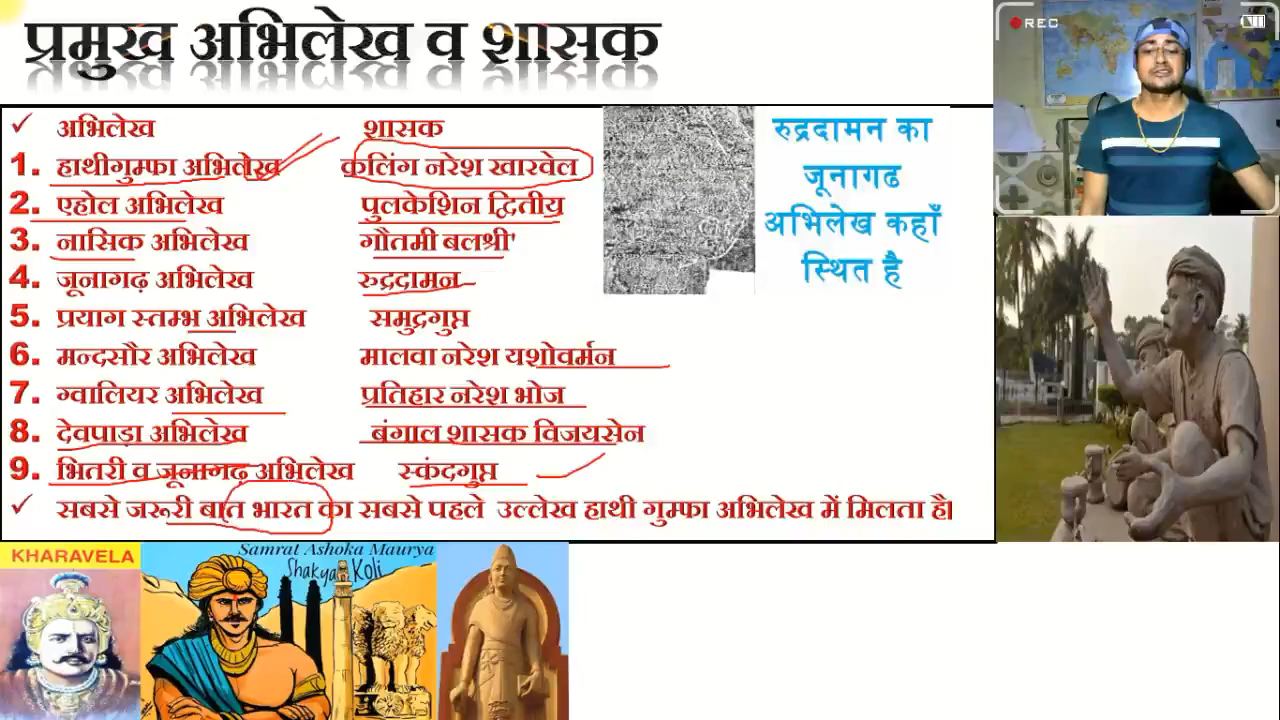 प्रमुख अभिलेख व शासक
REC
✓ अभिलेख शासक
1. हाथीगुम्फा अभिलेख कलिंग नरेश खारवेल
2. एहोल अभिलेख पुलकेशिन द्वितीय
3. नासिक अभिलेख गौतमी बलश्री'
4. जूनागढ़ अभिलेख रुद्रदामन
5. प्रयाग स्तम्भ अभिलेख समुद्रगुप्त
6. मन्दसौर अभिलेख मालवा नरेश यशोवर्मन
7. ग्वालियर अभिलेख प्रतिहार नरेश भोज
8. देवपाड़ा अभिलेख बंगाल शासक विजयसेन
9. भितरी व जूनागढ़ अभिलेख स्कंदगुप्त
✓ सबसे जरूरी बात भारत का सबसे पहले उल्लेख हाथी गुम्फा अभिलेख में मिलता है|
रुद्रदामन का
जूनागढ
अभिलेख कहाँ
स्थित है
KHARAVELA
Samrat Ashoka Maurya
Shakya Koli